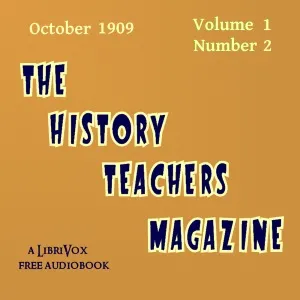 October 1909
Volume 1
Number 2
THE
HISTORY
TEACHERS
MAGAZINE
A LIBRIVOX
FREE AUDIOBOOK